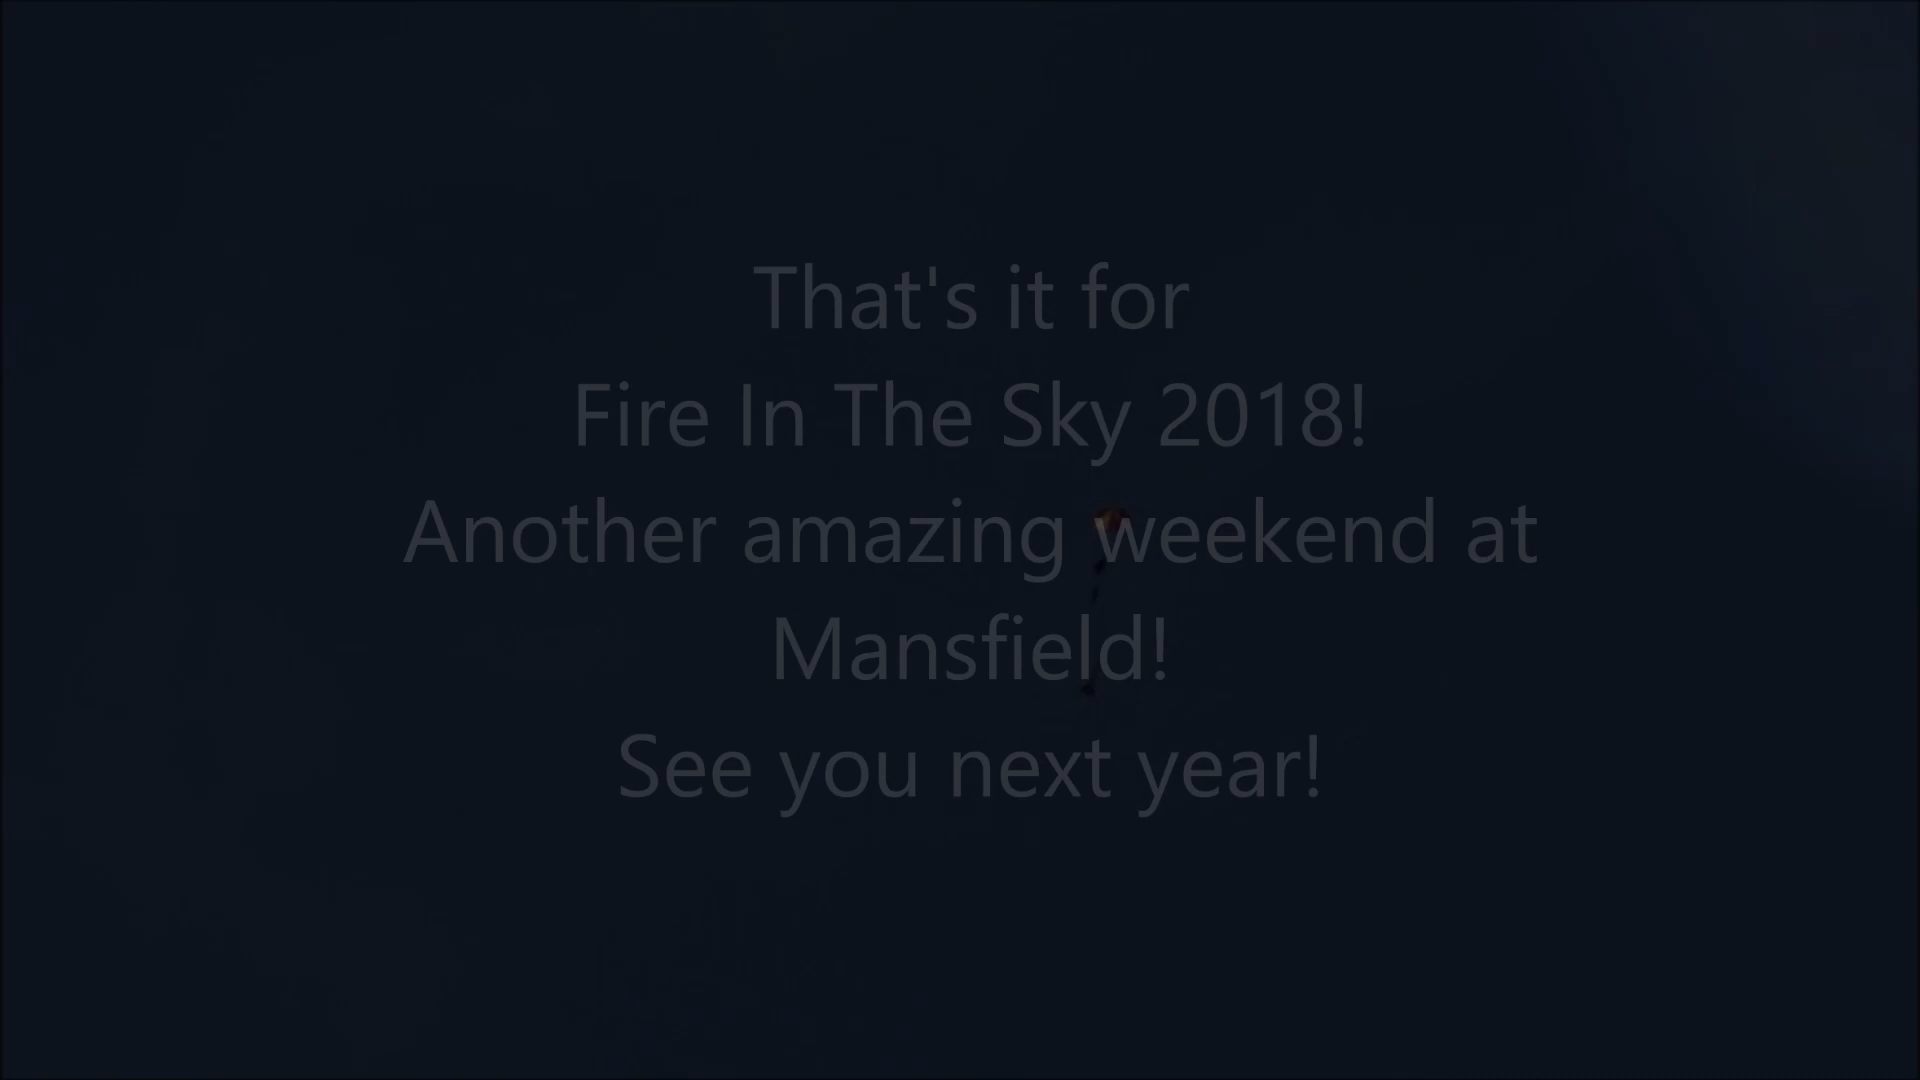 That's it for
Fire In The Sky 2018!
Another amazing weekend at
Mansfield!
See you next year!